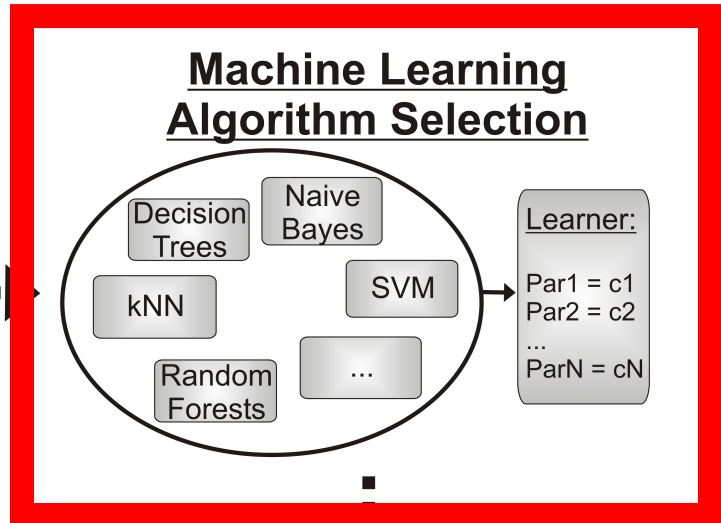 Machine Learning
Algorithm Selection
Decision
Trees
Naive
Bayes
kNN
SVM
Random
Forests
...
Learner:
Par1 = c1
Par2 = c2
...
ParN = cN